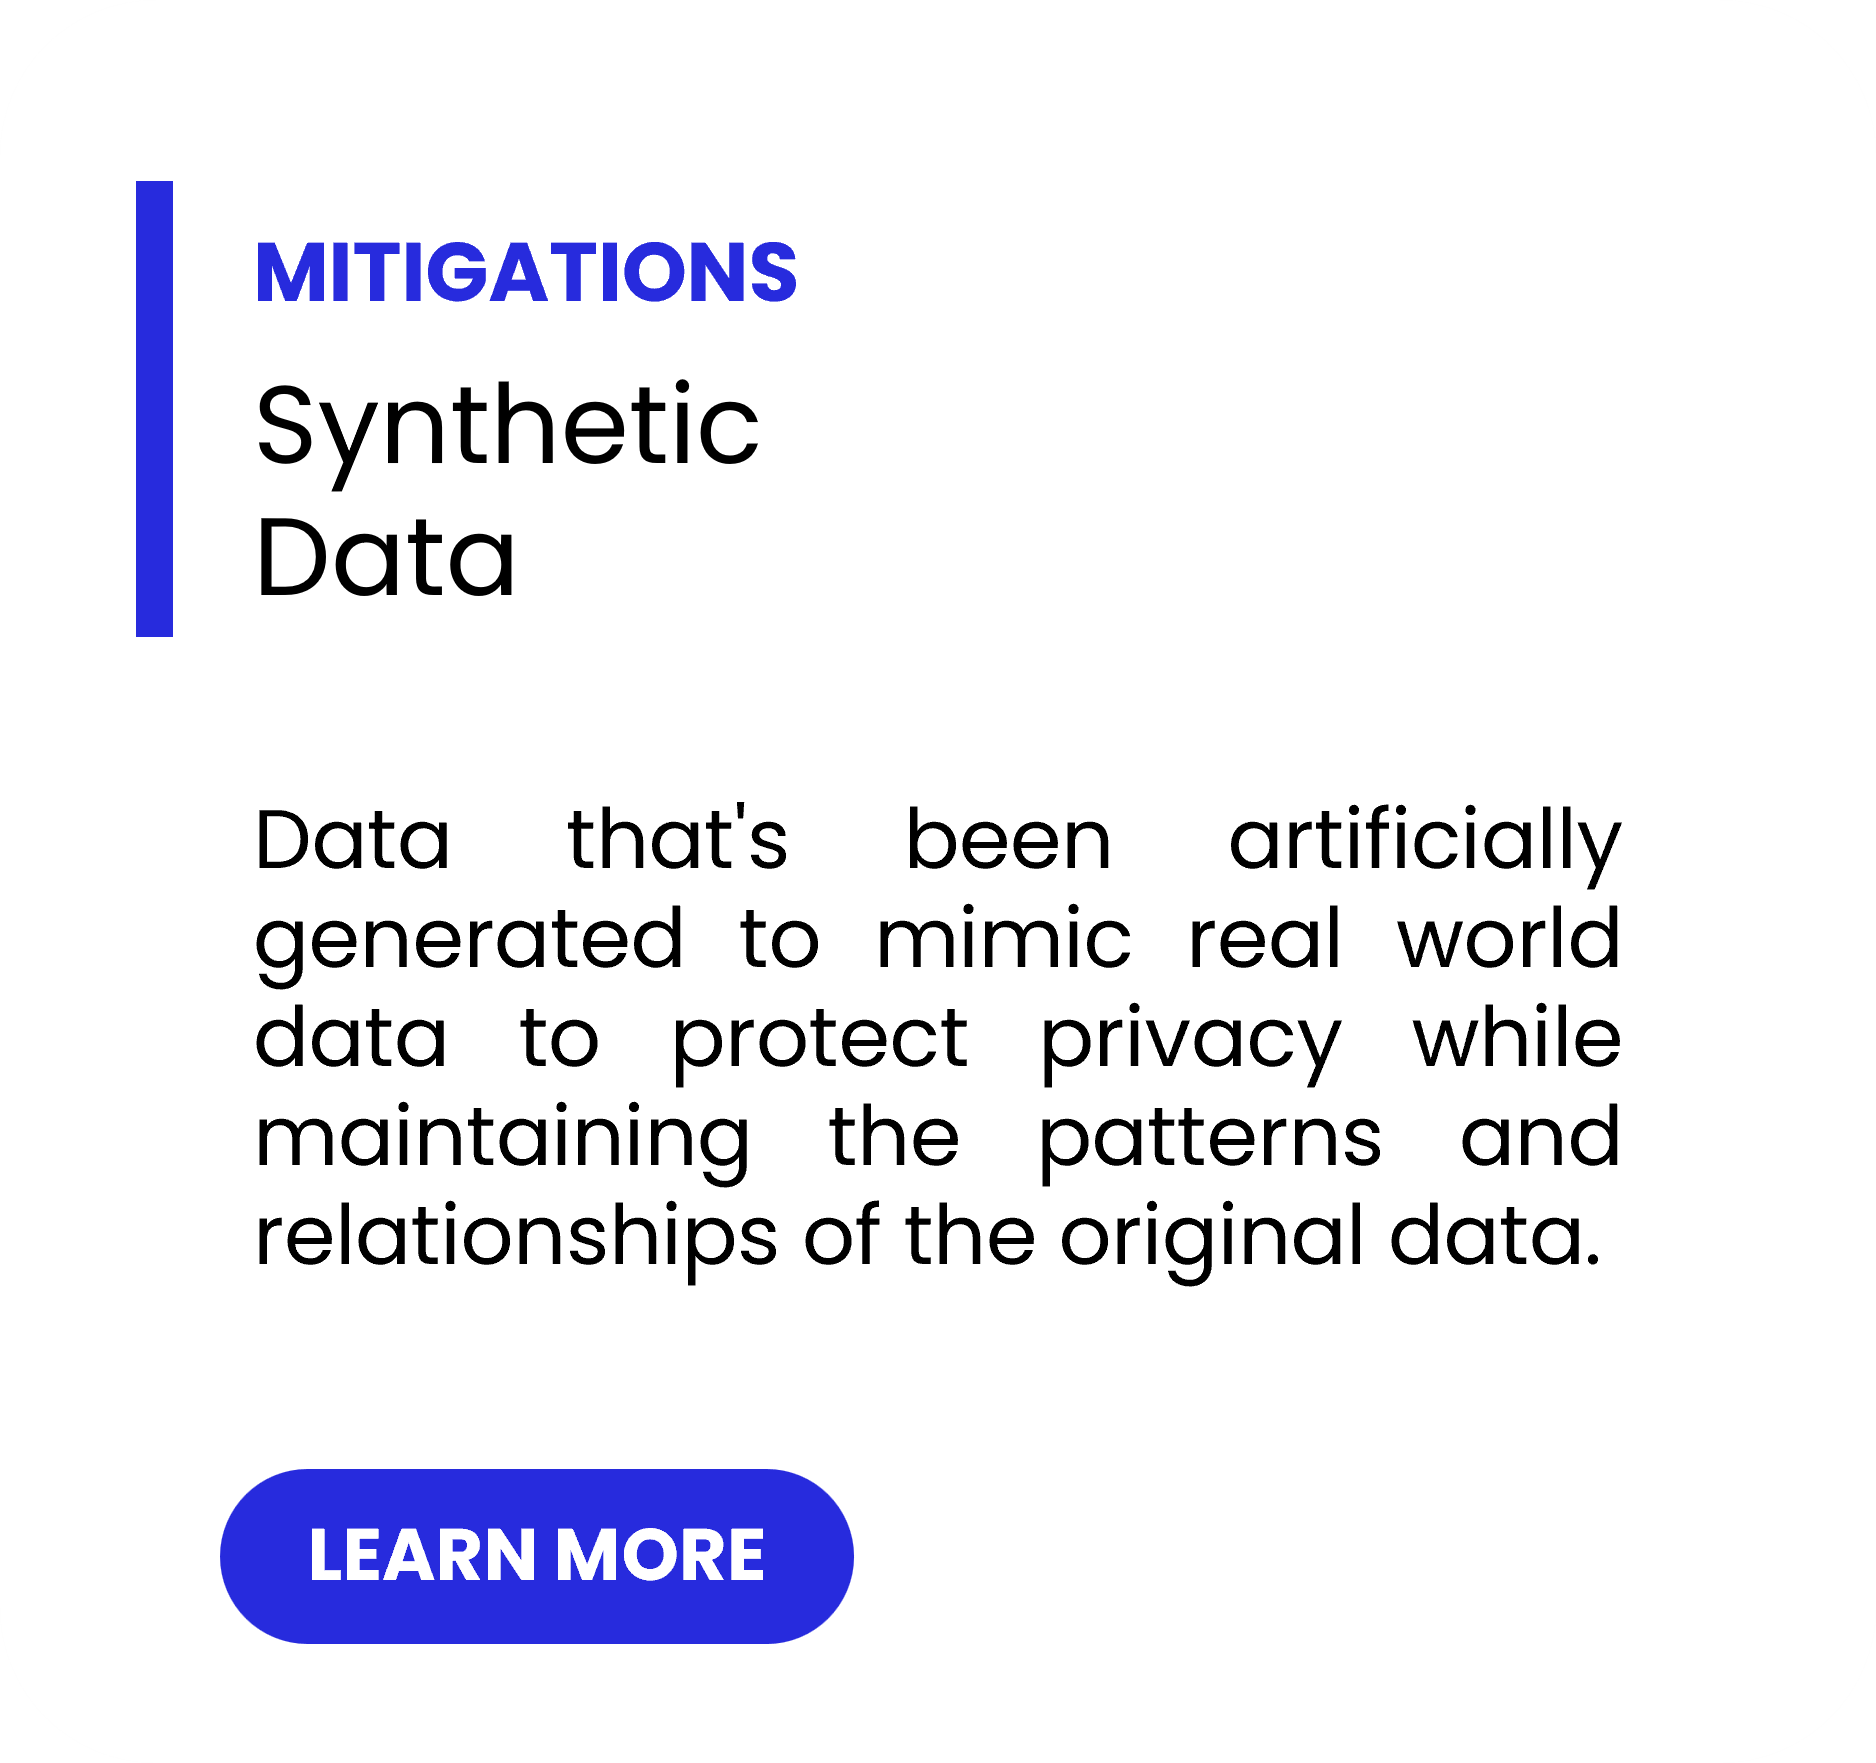 MITIGATIONS
Synthetic
Data
Data that's been artificially
generated to mimic real world
data to protect privacy while
maintaining the patterns and
relationships of the original data.
LEARN MORE